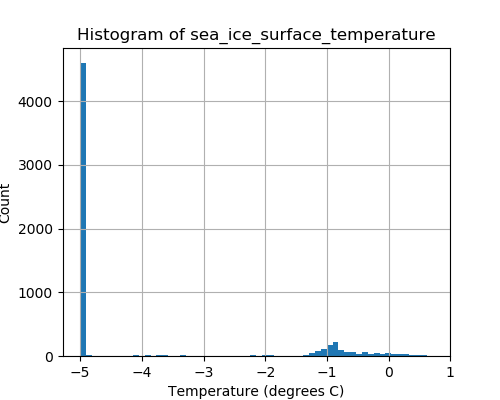 Histogram of sea_ice_surface_temperature
4000
3000
2000
1000
0
Count
−5 −4 −3 −2 −1 0 1
Temperature (degrees C)